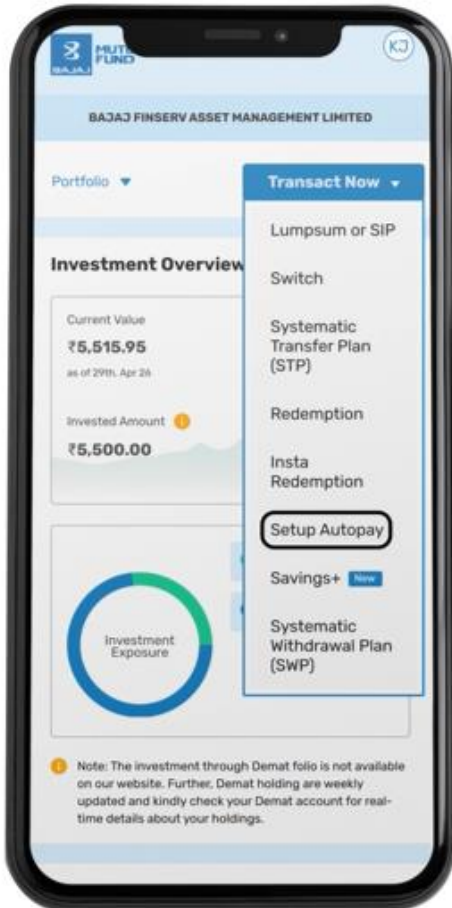 BAJAJ
FUND
KJ
BAJAJ FINSERV ASSET MANAGEMENT LIMITED
Portfolio
Transact Now
Lumpsum or SIP
Investment Overview
Switch
Current Value
₹5,515.95
as of 29th, Apr 26
Systematic
Transfer Plan
(STP)
Invested Amount
₹5,500.00
Redemption
Insta
Redemption
Setup Autopay
Savings+ New
Investment
Exposure
Systematic
Withdrawal Plan
(SWP)
Note: The investment through Demat folio is not available
on our website. Further, Demat holding are weekly
updated and kindly check your Demat account for real-
time details about your holdings.